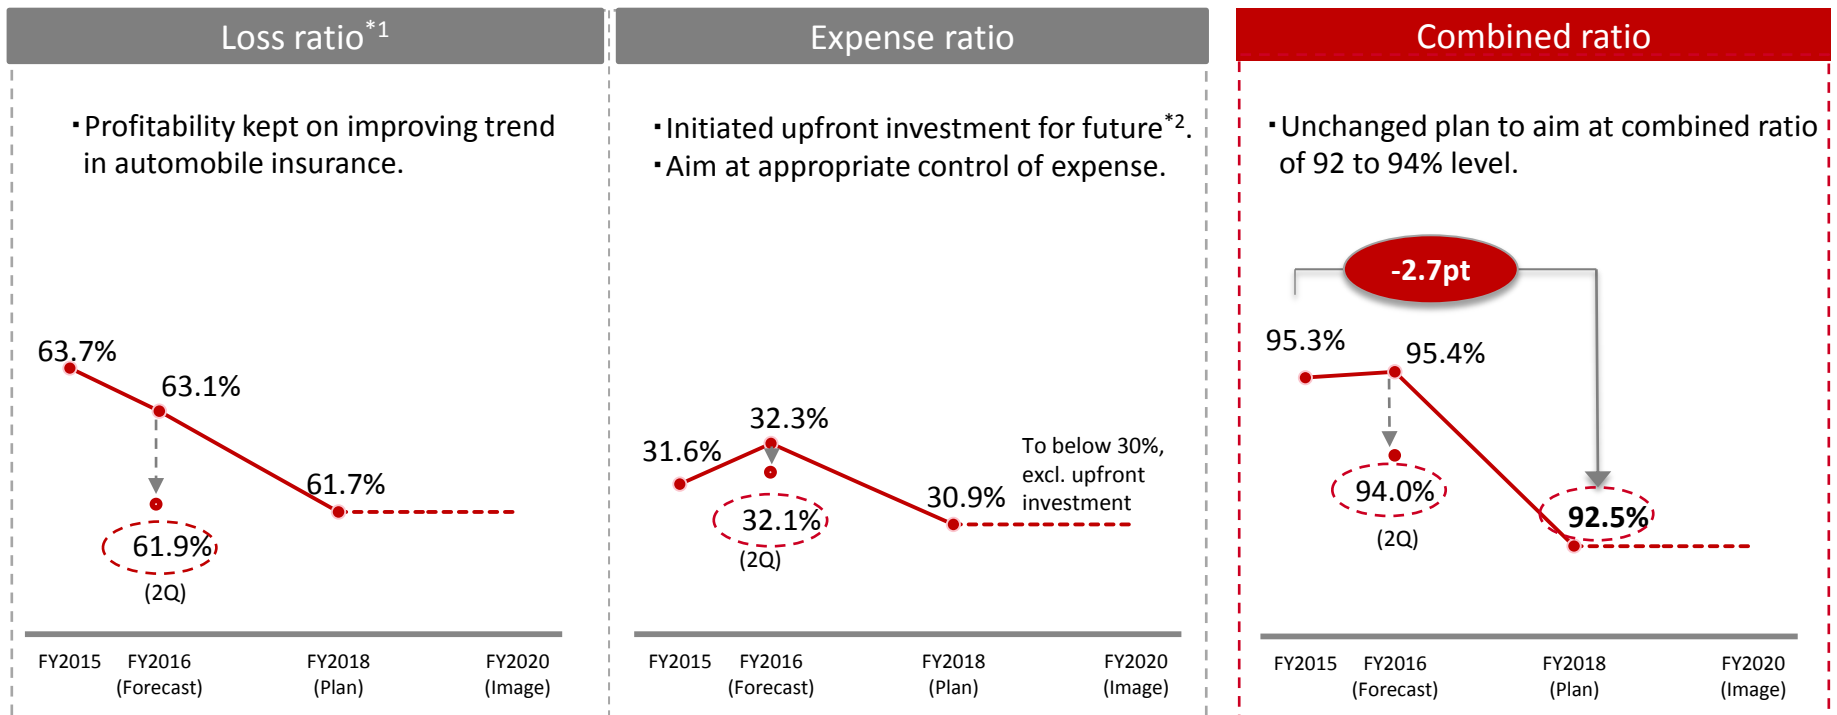 Loss ratio*1
・Profitability kept on improving trend
in automobile insurance.
63.7%
63.1%
61.7%
61.9%
(2Q)
FY2015
FY2016
(Forecast)
FY2018
(Plan)
FY2020
(Image)
Expense ratio
・Initiated upfront investment for future*2.
・Aim at appropriate control of expense.
31.6%
32.3%
32.1%
(2Q)
30.9%
To below 30%,
excl. upfront
investment
FY2015
FY2016
(Forecast)
FY2018
(Plan)
FY2020
(Image)
Combined ratio
・Unchanged plan to aim at combined ratio
of 92 to 94% level.
-2.7pt
95.3%
95.4%
94.0%
(2Q)
92.5%
FY2015
FY2016
(Forecast)
FY2018
(Plan)
FY2020
(Image)